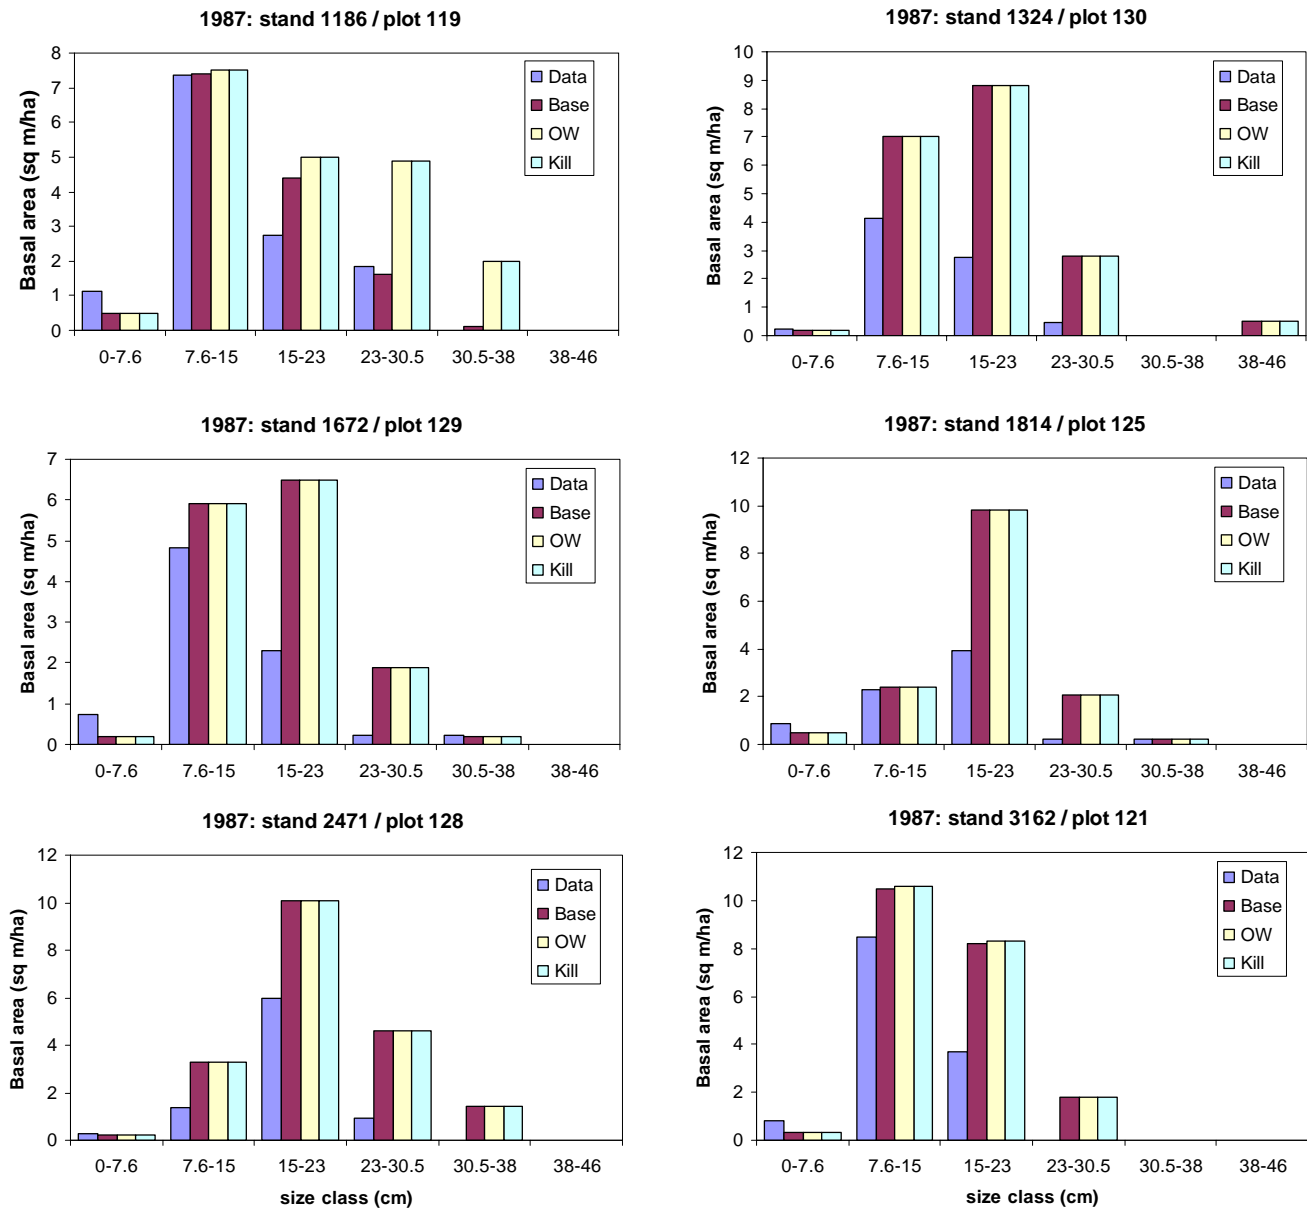 1987: stand 1186 / plot 119
Basal area (sq m/ha)
8
7
6
5
4
3
2
1
0
0-7.6 7.6-15 15-23 23-30.5 30.5-38 38-46
Data
Base
OW
Kill
1987: stand 1324 / plot 130
Basal area (sq m/ha)
10
9
8
7
6
5
4
3
2
1
0
0-7.6 7.6-15 15-23 23-30.5 30.5-38 38-46
Data
Base
OW
Kill
1987: stand 1672 / plot 129
Basal area (sq m/ha)
7
6
5
4
3
2
1
0
0-7.6 7.6-15 15-23 23-30.5 30.5-38 38-46
Data
Base
OW
Kill
1987: stand 1814 / plot 125
Basal area (sq m/ha)
12
10
8
6
4
2
0
0-7.6 7.6-15 15-23 23-30.5 30.5-38 38-46
Data
Base
OW
Kill
1987: stand 2471 / plot 128
Basal area (sq m/ha)
12
10
8
6
4
2
0
0-7.6 7.6-15 15-23 23-30.5 30.5-38 38-46
size class (cm)
Data
Base
OW
Kill
1987: stand 3162 / plot 121
Basal area (sq m/ha)
12
10
8
6
4
2
0
0-7.6 7.6-15 15-23 23-30.5 30.5-38 38-46
size class (cm)
Data
Base
OW
Kill